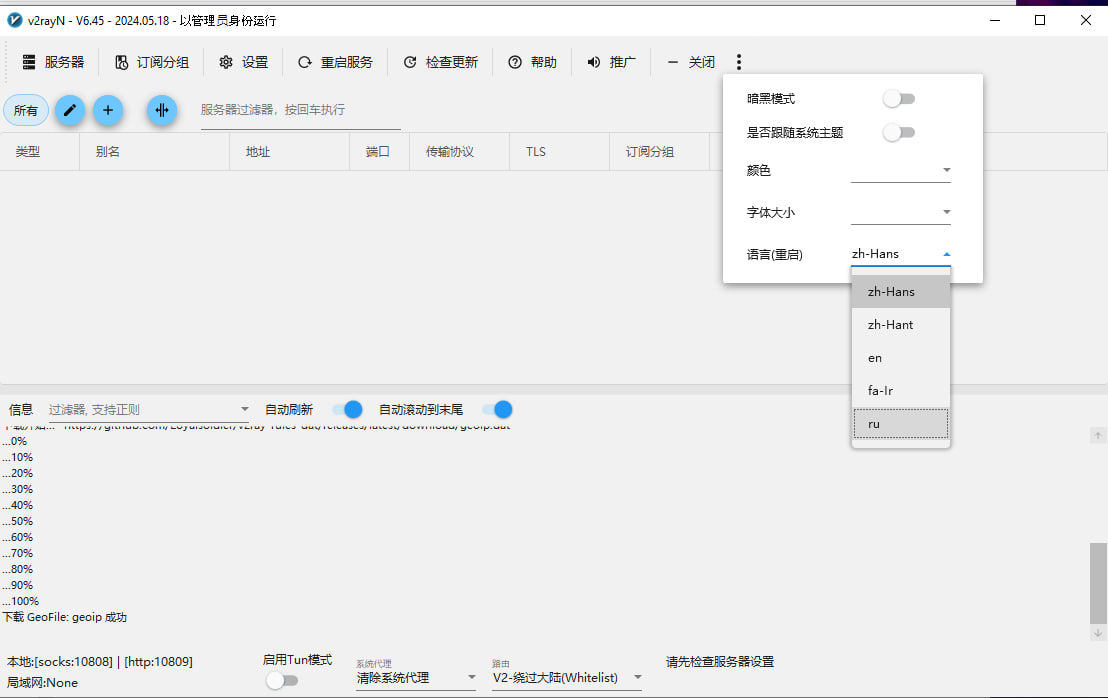 v2rayN - V6.45 - 2024.05.18 - 以管理员身份运行
服务器 订阅分组 设置 重启服务 检查更新 帮助 推广 关闭
所有 服务器过滤器，按回车执行
类型 别名 地址 端口 传输协议 TLS 订阅分组
暗黑模式
是否跟随系统主题
颜色
字体大小
语言(重启) zh-Hans
zh-Hans
zh-Hant
en
fa-Ir
ru
信息 过滤器, 支持正则 自动刷新 自动滚动到末尾
下载开始... https://github.com/Loyalsoldier/v2ray-rules-dat/releases/latest/download/geoip.dat
...0%
...10%
...20%
...30%
...40%
...50%
...60%
...70%
...80%
...90%
...100%
下载 GeoFile: geoip 成功
本地:[socks:10808] | [http:10809]
局域网:None
启用Tun模式
系统代理
清除系统代理
路由
V2-绕过大陆(Whitelist)
请先检查服务器设置